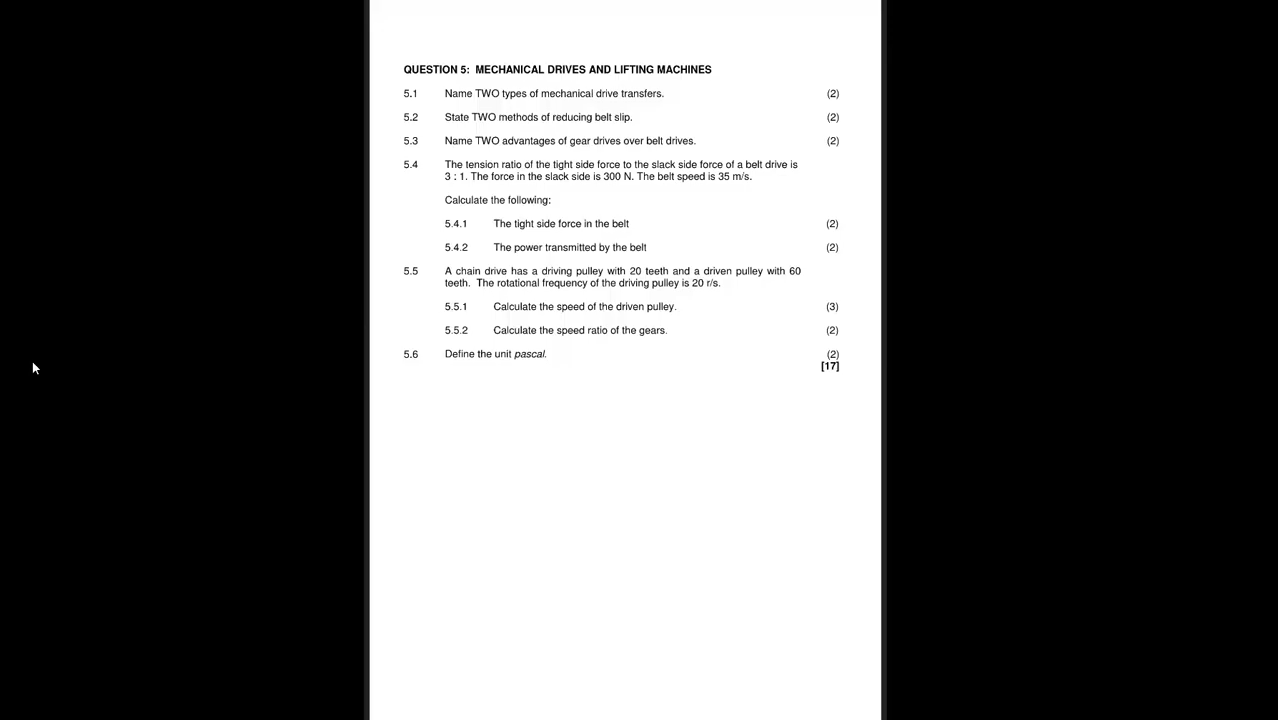 QUESTION 5: MECHANICAL DRIVES AND LIFTING MACHINES
5.1 Name TWO types of mechanical drive transfers. (2)
5.2 State TWO methods of reducing belt slip. (2)
5.3 Name TWO advantages of gear drives over belt drives. (2)
5.4 The tension ratio of the tight side force to the slack side force of a belt drive is
3 : 1. The force in the slack side is 300 N. The belt speed is 35 m/s.
Calculate the following:
5.4.1 The tight side force in the belt (2)
5.4.2 The power transmitted by the belt (2)
5.5 A chain drive has a driving pulley with 20 teeth and a driven pulley with 60
teeth. The rotational frequency of the driving pulley is 20 r/s.
5.5.1 Calculate the speed of the driven pulley. (3)
5.5.2 Calculate the speed ratio of the gears. (2)
5.6 Define the unit pascal. (2)
[17]